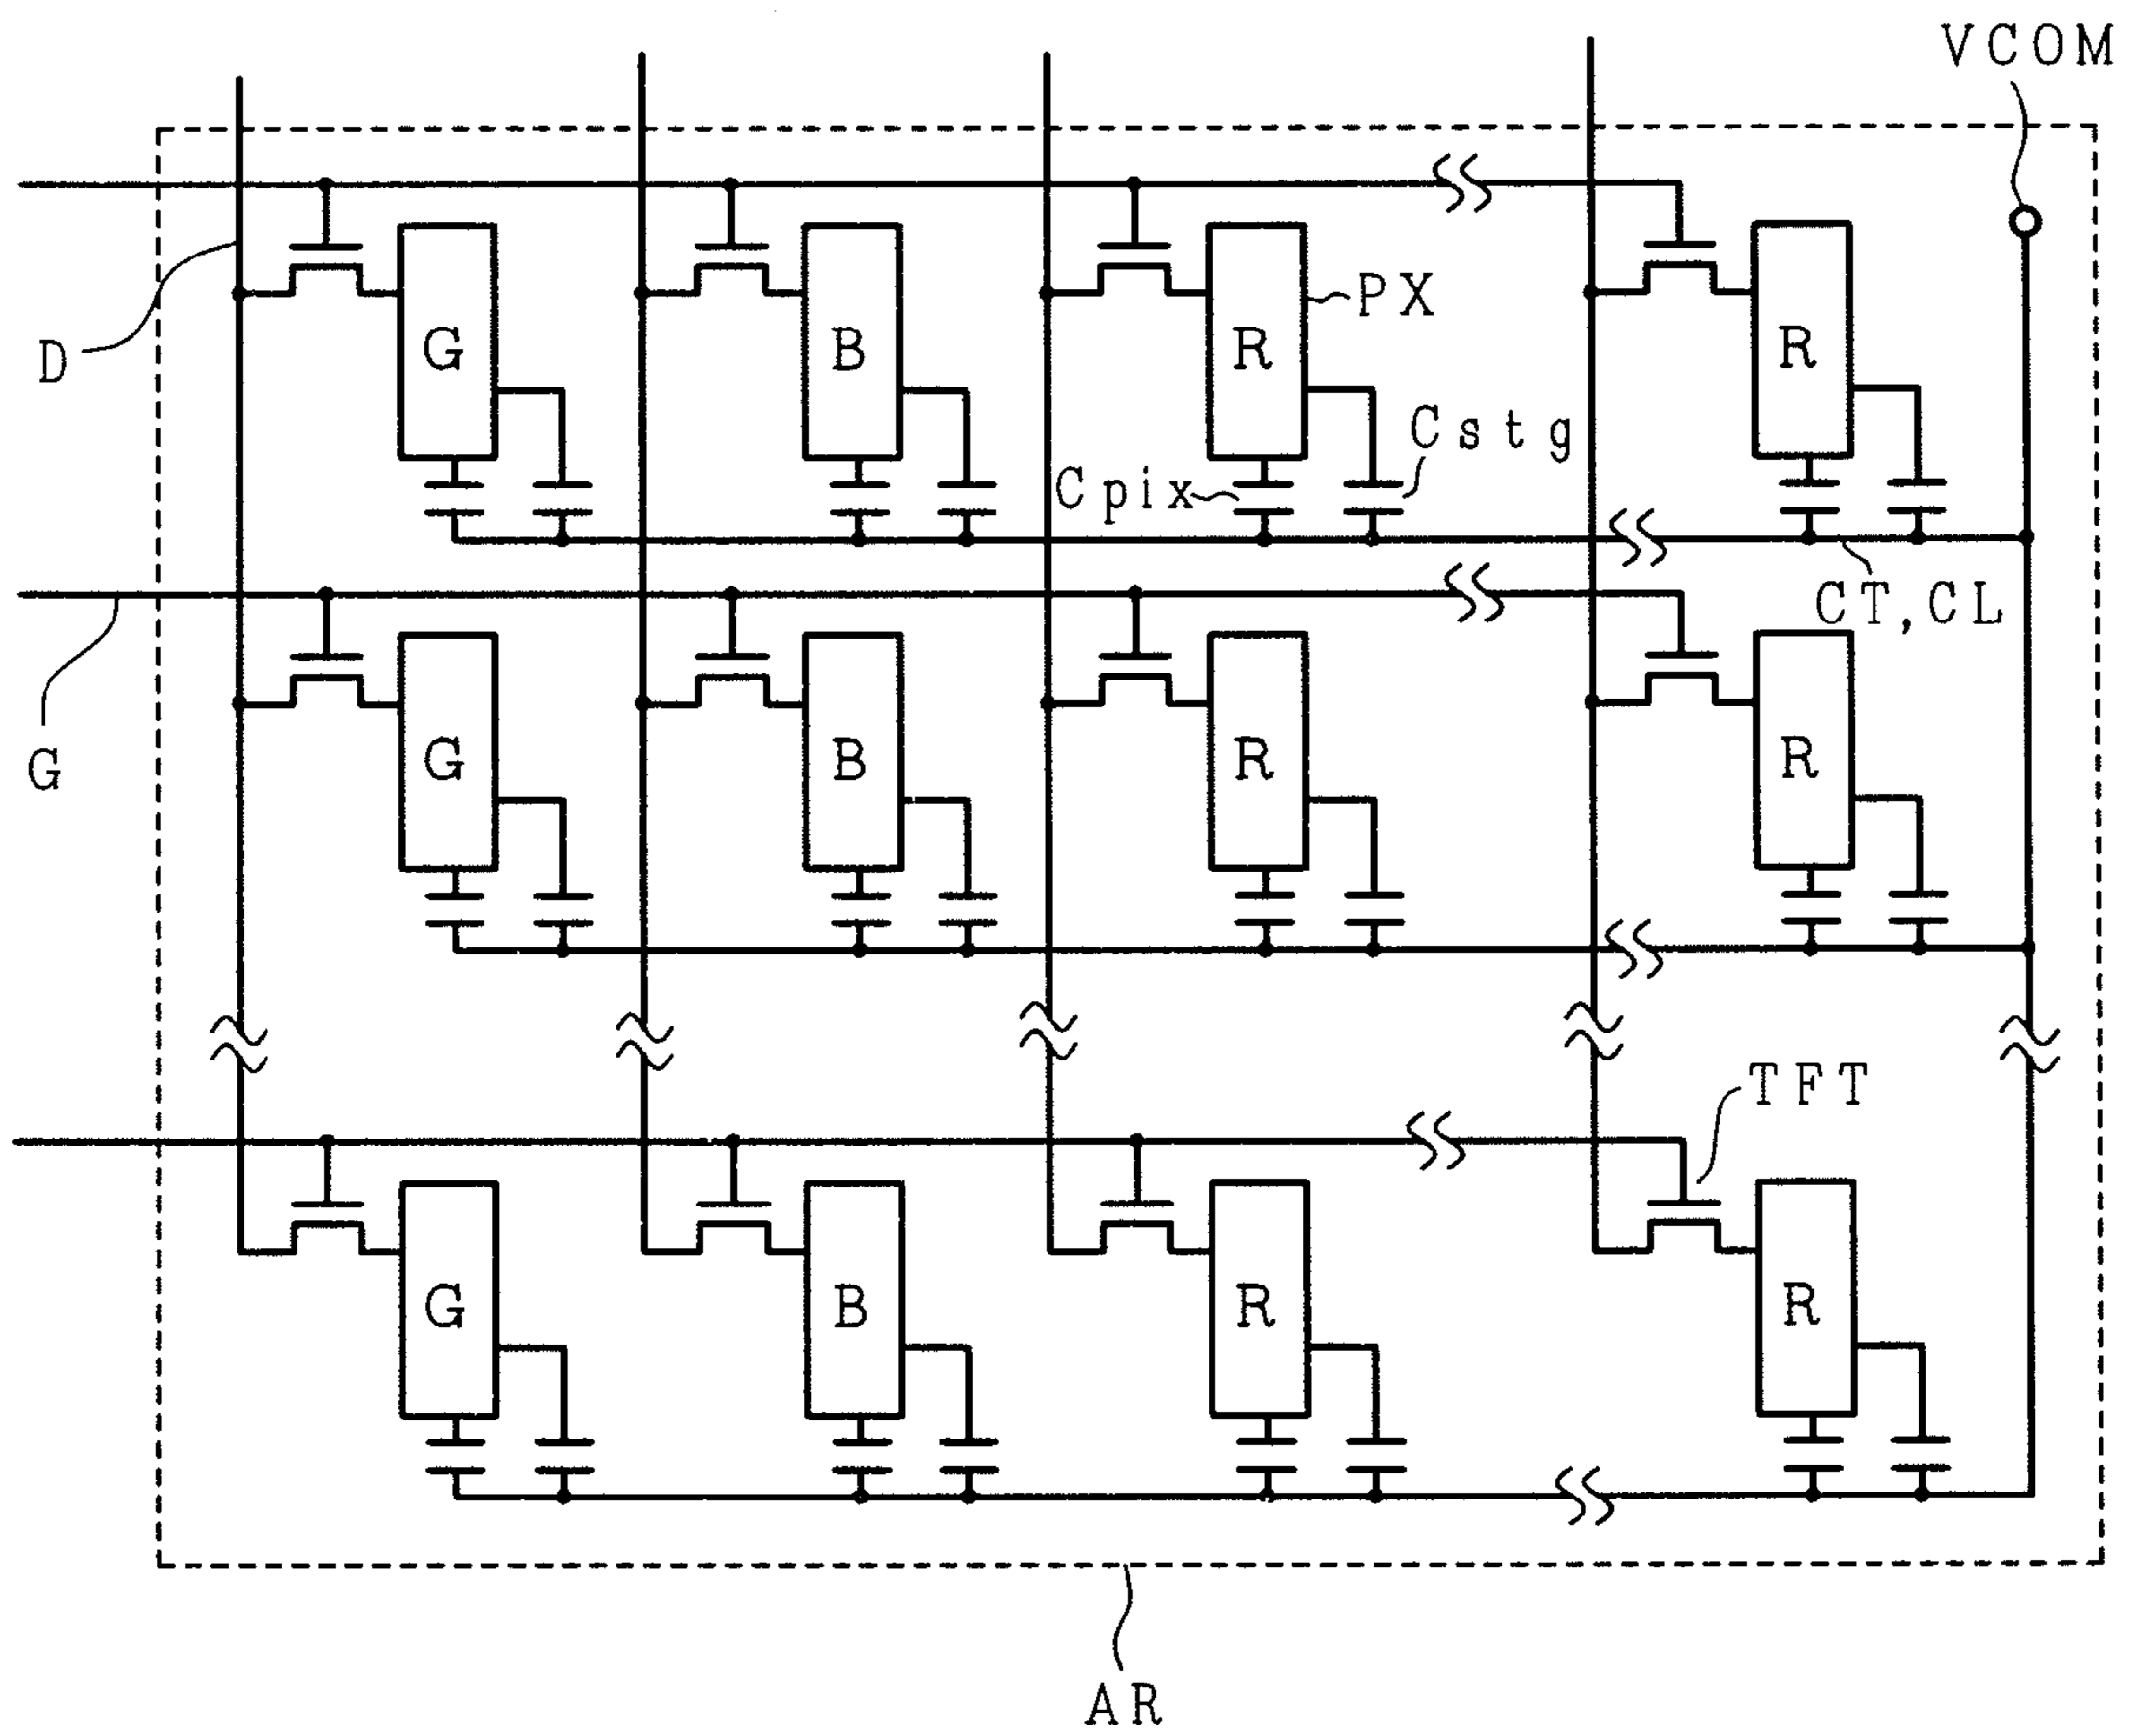 VCOM
D
G B R R
PX
Cstg
Cpix
CT,CL
G
G B R R
TFT
G B R R
AR